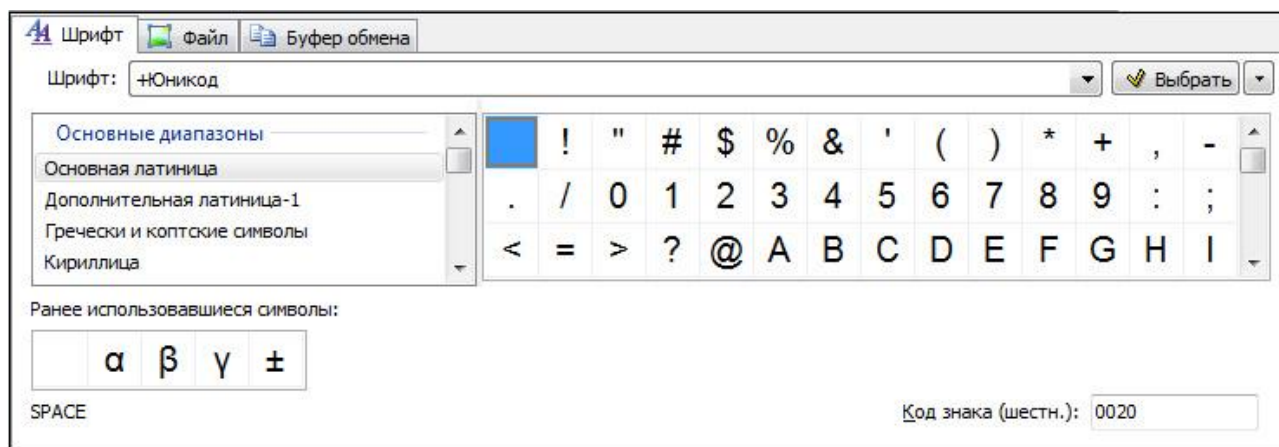 Шрифт Файл Буфер обмена
Шрифт: +Юникод Выбрать
Основные диапазоны
Основная латиница
Дополнительная латиница-1
Гречески и коптские символы
Кириллица
! " # $ % & ' ( ) * + , -
. / 0 1 2 3 4 5 6 7 8 9 : ;
< = > ? @ A B C D E F G H I
Ранее использовавшиеся символы:
α β γ ±
SPACE Код знака (шестн.): 0020